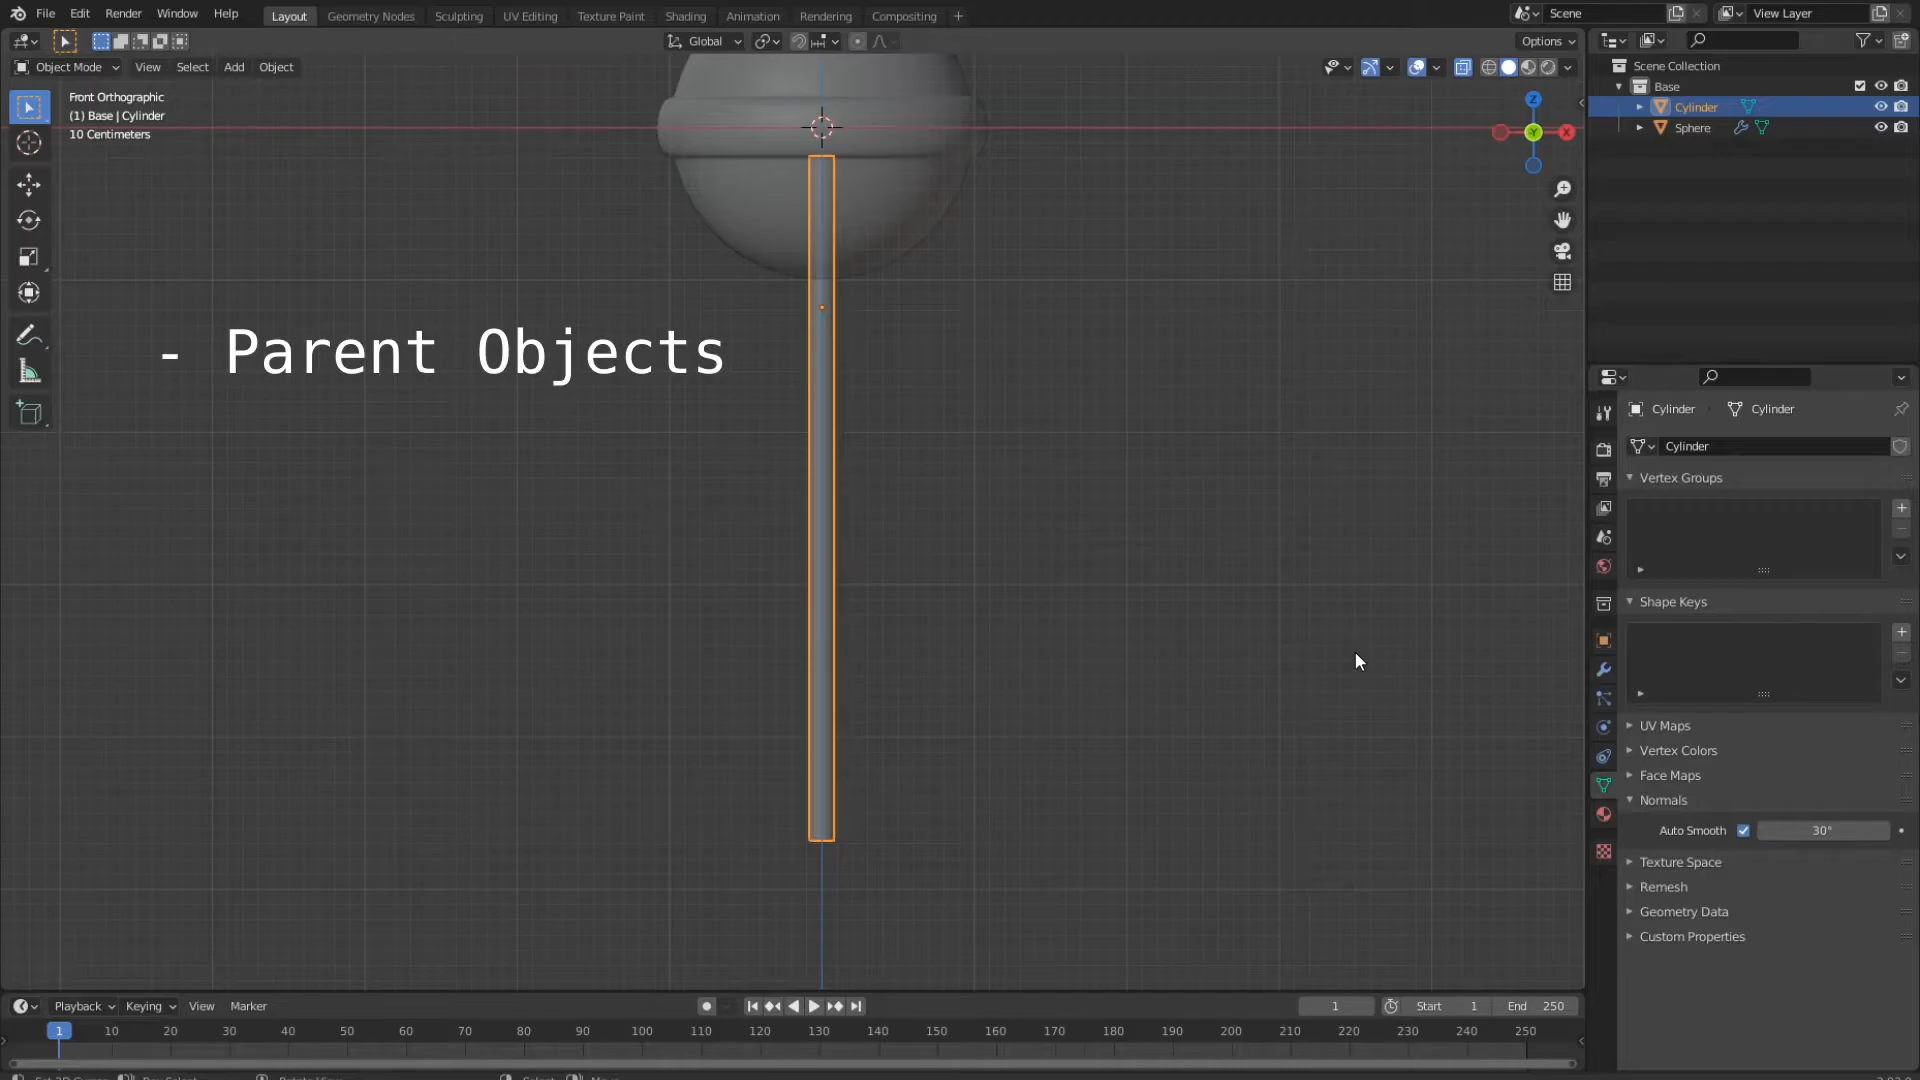 File Edit Render Window Help Layout Geometry Nodes Sculpting UV Editing Texture Paint Shading Animation Rendering Compositing + Scene View Layer
Global Options
Object Mode View Select Add Object
Front Orthographic
(1) Base | Cylinder
10 Centimeters
Z
Y
X
- Parent Objects
Scene Collection
Base
Cylinder
Sphere
Cylinder Cylinder
Cylinder
Vertex Groups
Shape Keys
UV Maps
Vertex Colors
Face Maps
Normals
Auto Smooth 30°
Texture Space
Remesh
Geometry Data
Custom Properties
Playback Keying View Marker 1 Start 1 End 250
1 10 20 30 40 50 60 70 80 90 100 110 120 130 140 150 160 170 180 190 200 210 220 230 240 250